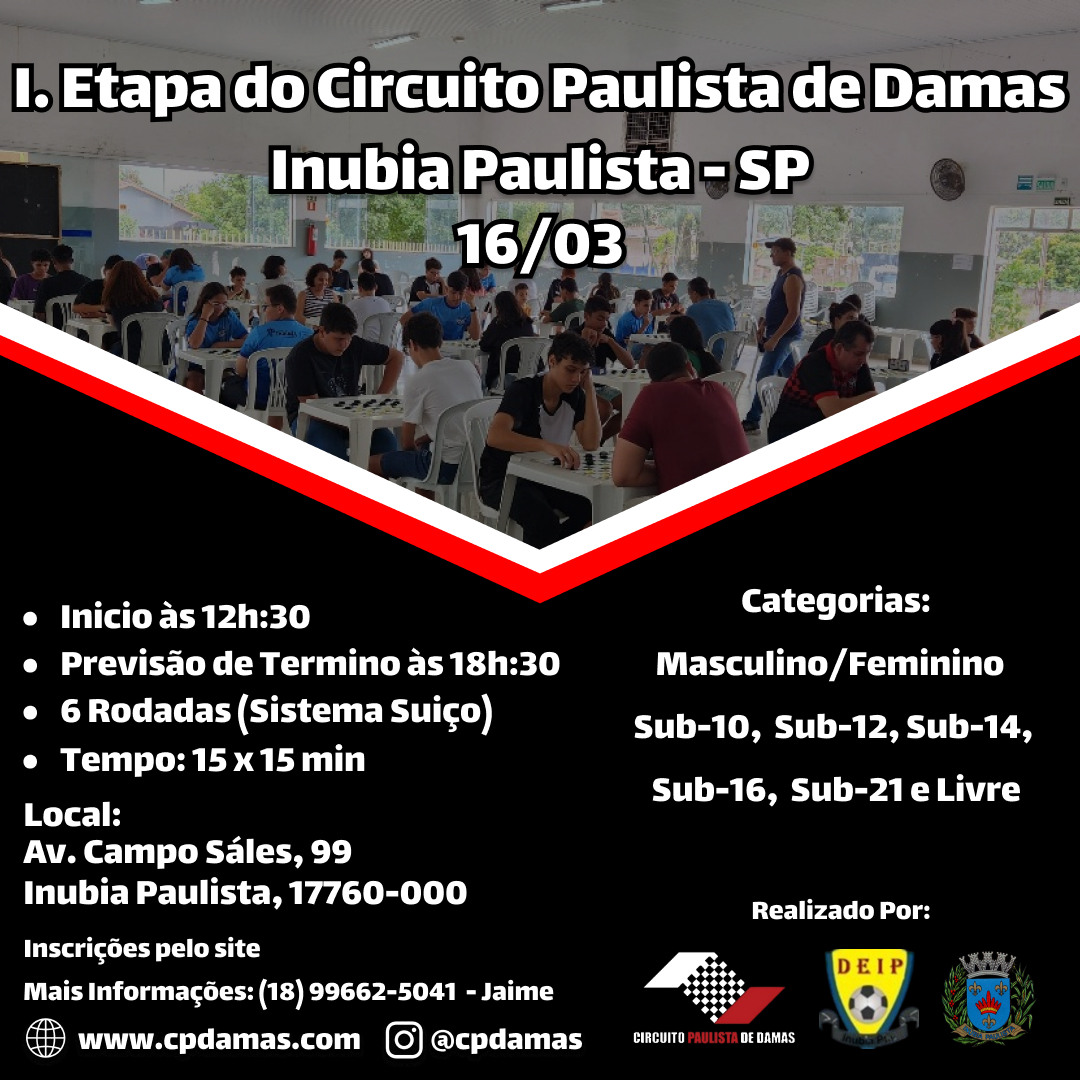 I. Etapa do Circuito Paulista de Damas
Inubia Paulista - SP
16/03
Inicio às 12h:30
Previsão de Termino às 18h:30
6 Rodadas (Sistema Suiço)
Tempo: 15 x 15 min
Local:
Av. Campo Sáles, 99
Inubia Paulista, 17760-000
Inscrições pelo site
Mais Informações: (18) 99662-5041 - Jaime
www.cpdamas.com
@cpdamas
Categorias:
Masculino/Feminino
Sub-10, Sub-12, Sub-14,
Sub-16, Sub-21 e Livre
Realizado Por:
CIRCUITO PAULISTA DE DAMAS
DEIP